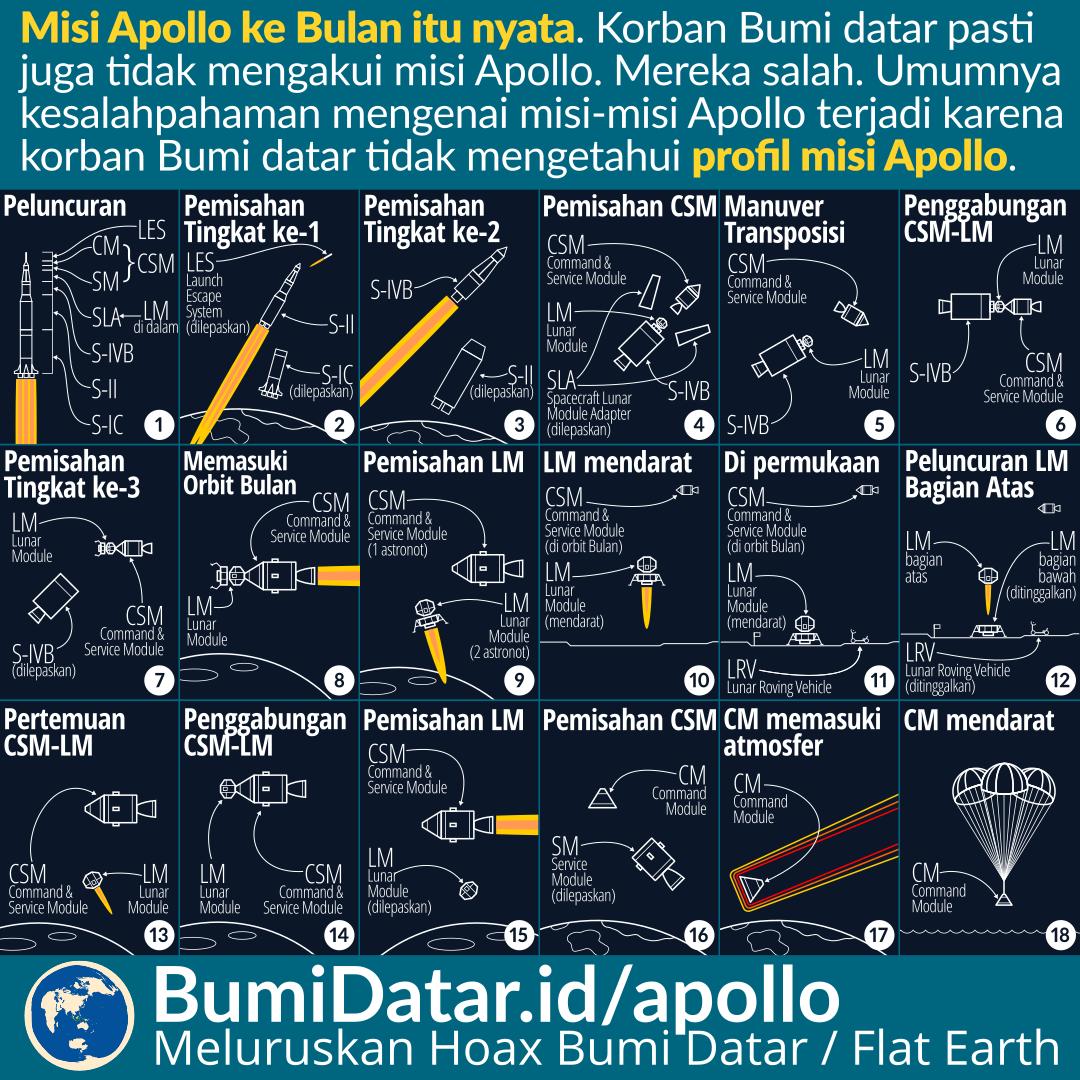 Misi Apollo ke Bulan itu nyata. Korban Bumi datar pasti
juga tidak mengakui misi Apollo. Mereka salah. Umumnya
kesalahpahaman mengenai misi-misi Apollo terjadi karena
korban Bumi datar tidak mengetahui profil misi Apollo.
Peluncuran
LES
CM
CSM
SM
SLA
LM
di dalam
S-IVB
S-II
S-IC
1
Pemisahan
Tingkat ke-1
LES
Launch
Escape
System
(dilepaskan)
S-II
S-IC
(dilepaskan)
2
Pemisahan
Tingkat ke-2
S-IVB
S-II
(dilepaskan)
3
Pemisahan CSM
CSM
Command &
Service Module
LM
Lunar
Module
SLA
Spacecraft Lunar
Module Adapter
(dilepaskan)
S-IVB
4
Manuver
Transposisi
CSM
Command &
Service Module
LM
Lunar
Module
S-IVB
5
Penggabungan
CSM-LM
LM
Lunar
Module
S-IVB
CSM
Command &
Service Module
6
Pemisahan
Tingkat ke-3
LM
Lunar
Module
CSM
Command &
Service Module
S-IVB
(dilepaskan)
7
Memasuki
Orbit Bulan
CSM
Command &
Service Module
LM
Lunar
Module
8
Pemisahan LM
CSM
Command &
Service Module
(1 astronot)
LM
Lunar
Module
(2 astronot)
9
LM mendarat
CSM
Command &
Service Module
(di orbit Bulan)
LM
Lunar
Module
(mendarat)
10
Di permukaan
CSM
Command &
Service Module
(di orbit Bulan)
LM
Lunar
Module
(mendarat)
LRV
Lunar Roving Vehicle
11
Peluncuran LM
Bagian Atas
LM
bagian
atas
LM
bagian
bawah
(ditinggalkan)
LRV
Lunar Roving Vehicle
(ditinggalkan)
12
Pertemuan
CSM-LM
CSM
Command &
Service Module
LM
Lunar
Module
13
Penggabungan
CSM-LM
LM
Lunar
Module
CSM
Command &
Service Module
14
Pemisahan LM
CSM
Command &
Service Module
LM
Lunar
Module
(dilepaskan)
15
Pemisahan CSM
CM
Command
Module
SM
Service
Module
(dilepaskan)
16
CM memasuki
atmosfer
CM
Command
Module
17
CM mendarat
CM
Command
Module
18
BumiDatar.id/apollo
Meluruskan Hoax Bumi Datar / Flat Earth